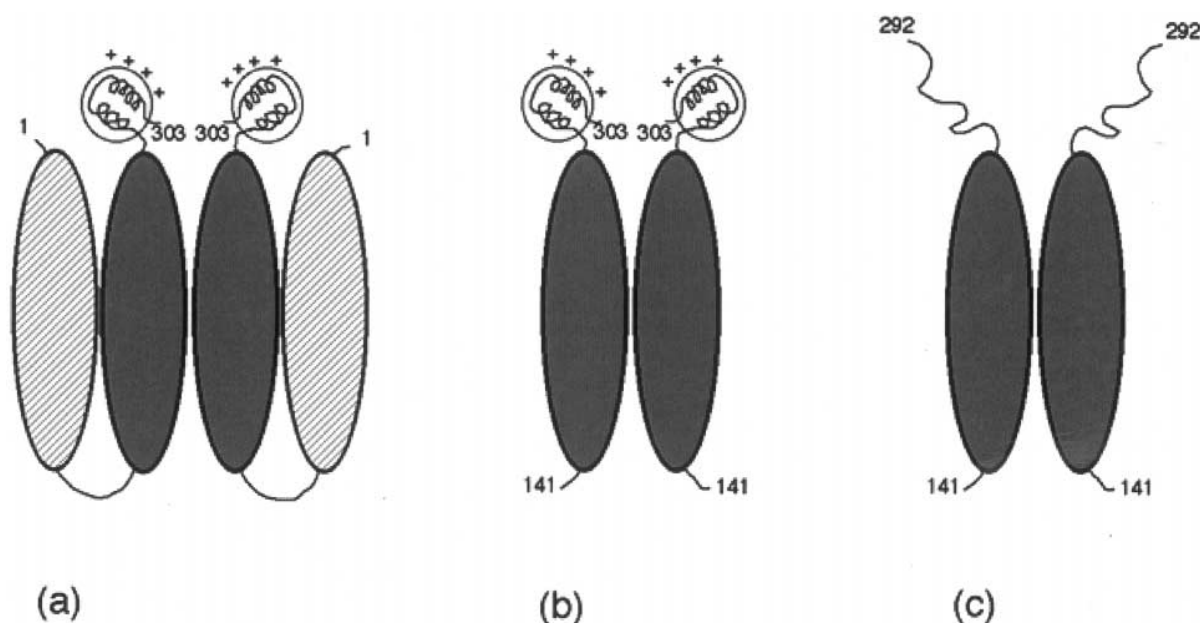 292 292
+ + + + + + + +
303 303 303 303
1 1
141 141 141 141
(a) (b) (c)